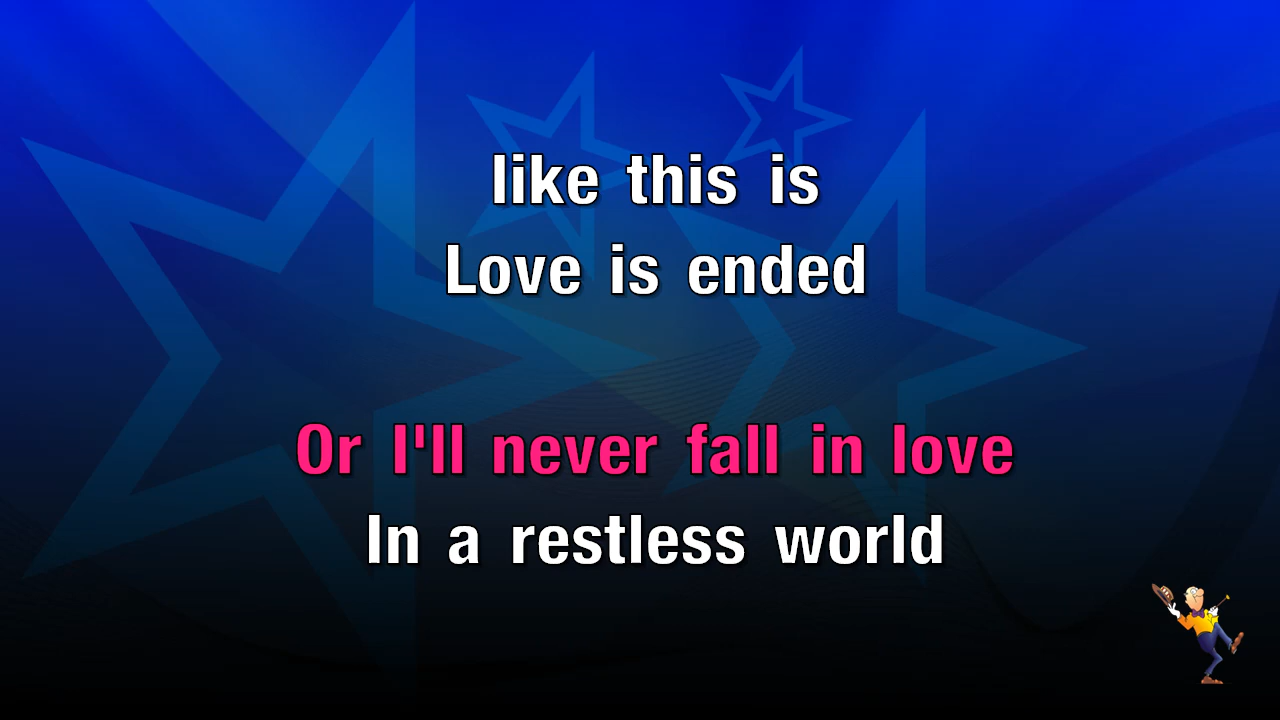 like this is
Love is ended
Or I'll never fall in love
In a restless world